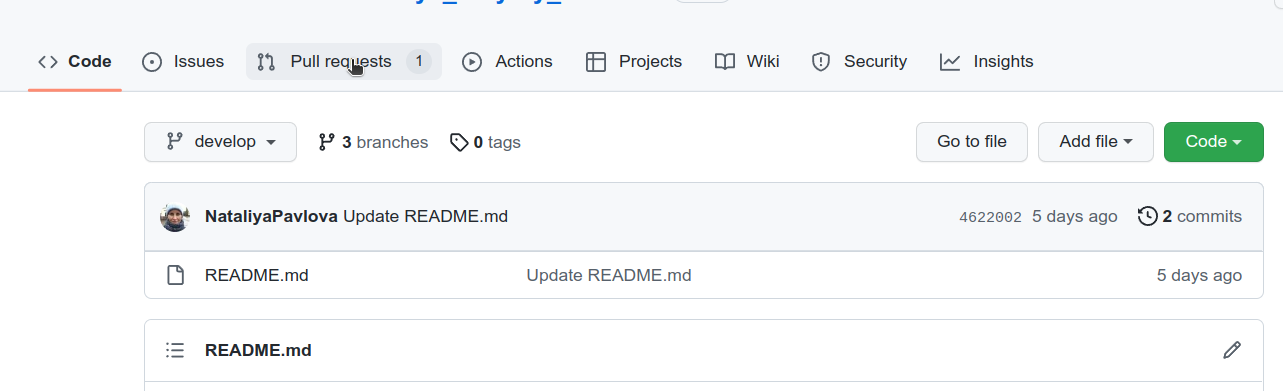 Code Issues Pull requests 1 Actions Projects Wiki Security Insights
develop 3 branches 0 tags Go to file Add file Code
NataliyaPavlova Update README.md 4622002 5 days ago 2 commits
README.md Update README.md 5 days ago
README.md